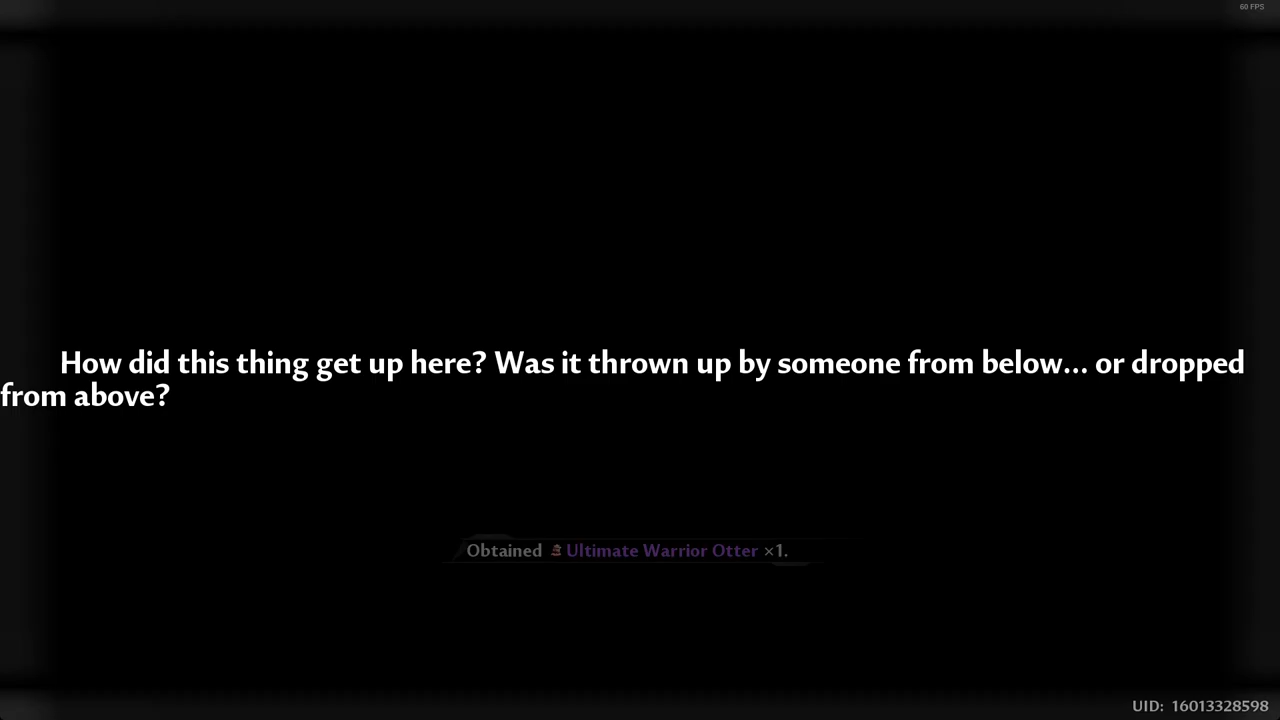 60 FPS
How did this thing get up here? Was it thrown up by someone from below... or dropped
from above?
Obtained Ultimate Warrior Otter ×1.
UID: 16013328598